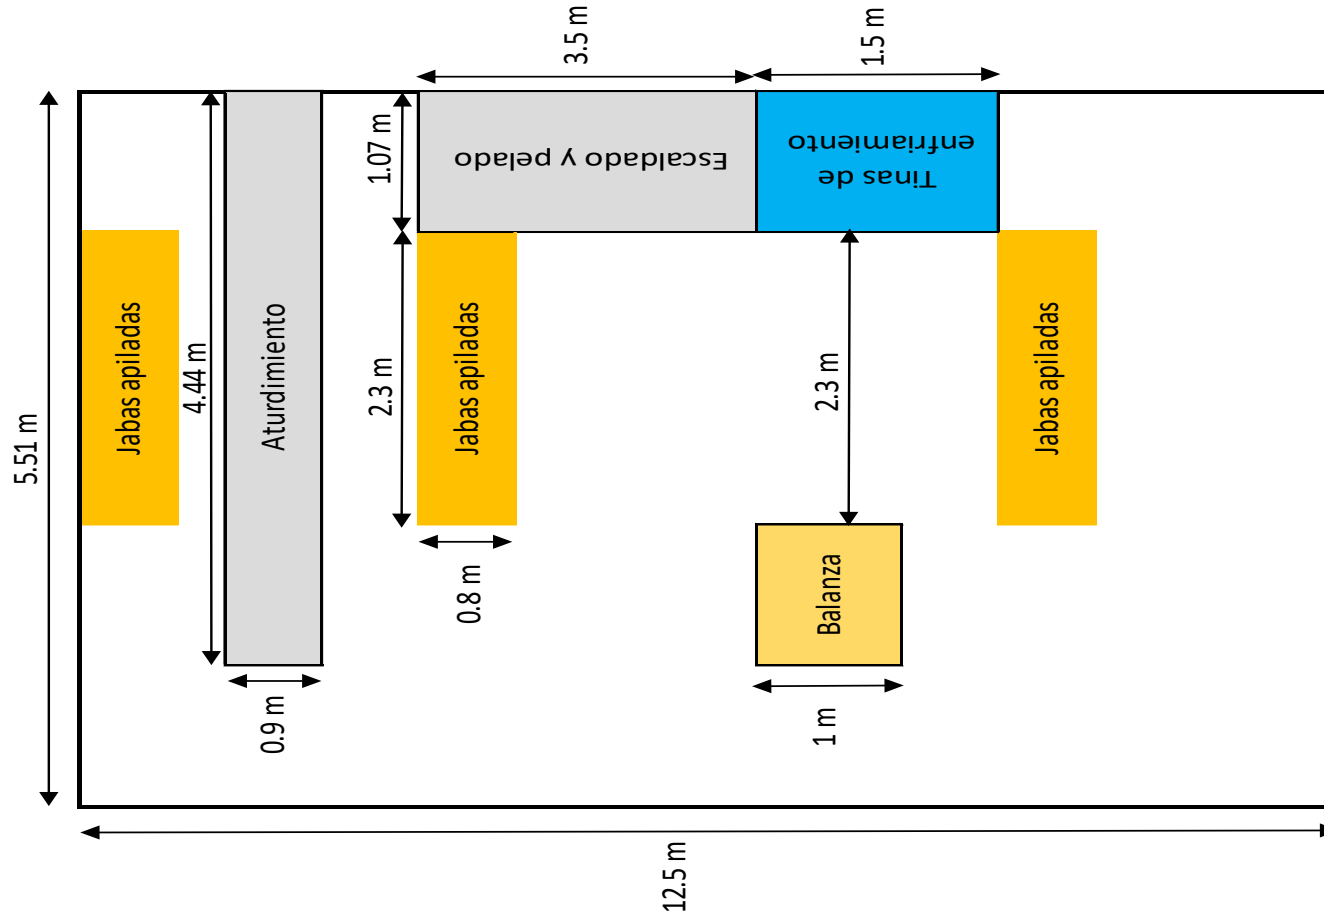 3.5 m
1.5 m
5.51 m
1.07 m
Escaldado y pelado
Tinas de
enfriamiento
Jabas apiladas
4.44 m
Aturdimiento
2.3 m
Jabas apiladas
2.3 m
Jabas apiladas
0.8 m
Balanza
0.9 m
1 m
12.5 m